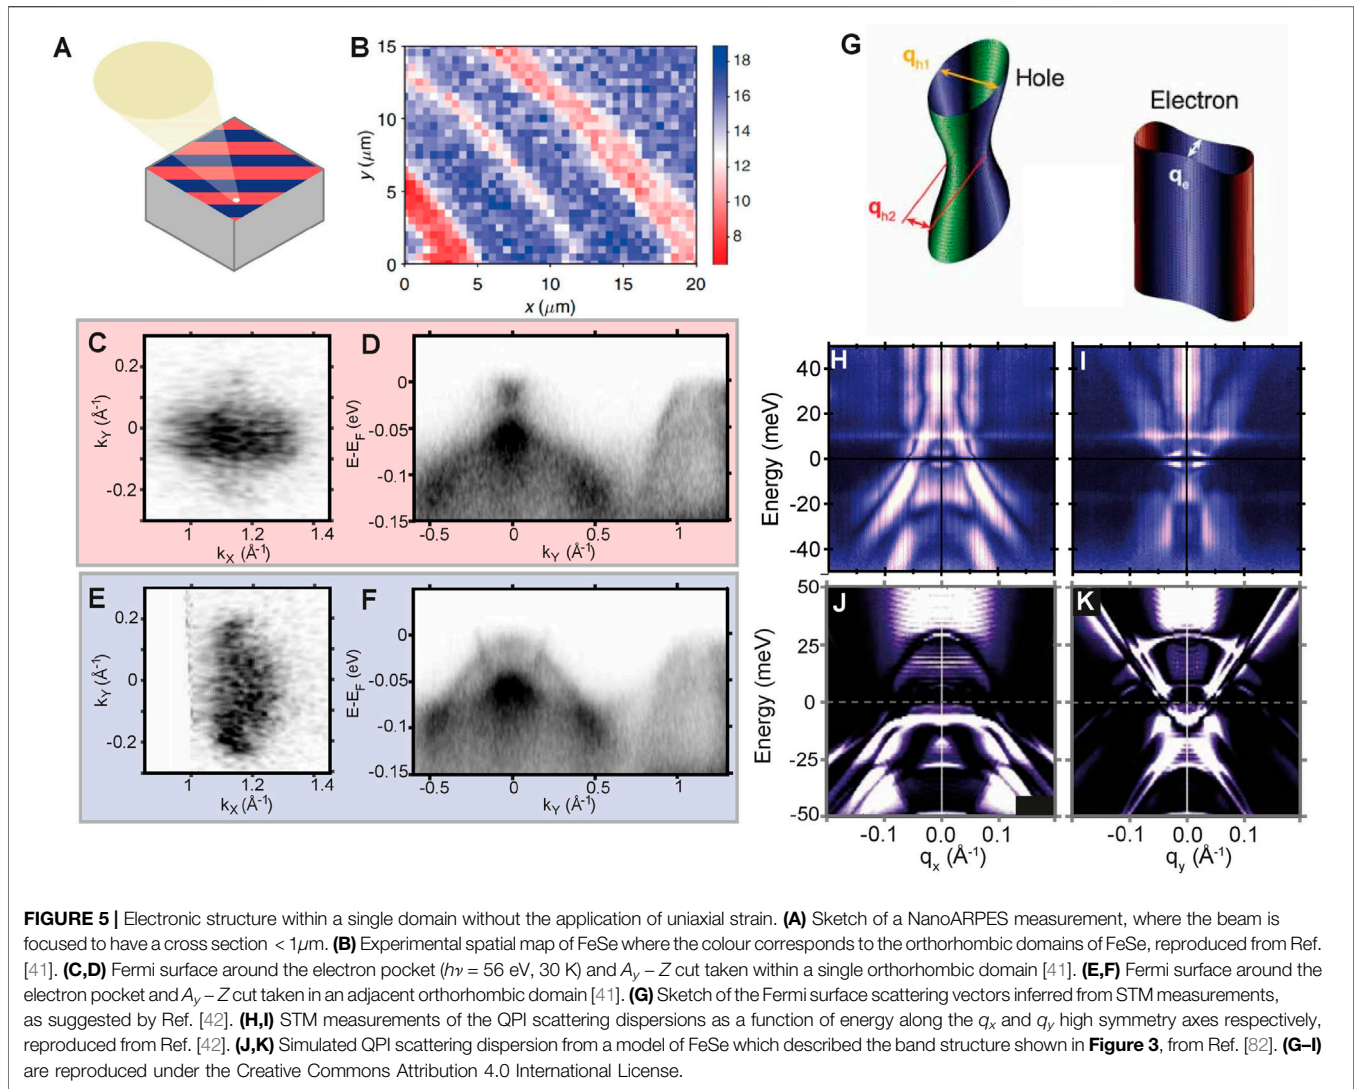 A
B
15
10
5
0
y (μm)
0
5
10
15
20
x (μm)
18
16
14
12
10
8
G
q_h1
Hole
Electron
q_e
q_h2
C
0.2
0
-0.2
k_Y (Å⁻¹)
1
1.2
1.4
k_X (Å⁻¹)
D
0
-0.05
-0.1
-0.15
E-E_F (eV)
-0.5
0
0.5
1
k_Y (Å⁻¹)
E
0.2
0
-0.2
k_Y (Å⁻¹)
1
1.2
1.4
k_X (Å⁻¹)
F
0
-0.05
-0.1
-0.15
E-E_F (eV)
-0.5
0
0.5
1
k_Y (Å⁻¹)
H
I
40
20
0
-20
-40
Energy (meV)
J
K
50
25
0
-25
-50
Energy (meV)
-0.1
0.0
0.1
q_x (Å⁻¹)
-0.1
0.0
0.1
q_y (Å⁻¹)
FIGURE 5 | Electronic structure within a single domain without the application of uniaxial strain. (A) Sketch of a NanoARPES measurement, where the beam is
focused to have a cross section < 1μm. (B) Experimental spatial map of FeSe where the colour corresponds to the orthorhombic domains of FeSe, reproduced from Ref.
[41]. (C,D) Fermi surface around the electron pocket (hν = 56 eV, 30 K) and A_y – Z cut taken within a single orthorhombic domain [41]. (E,F) Fermi surface around the
electron pocket and A_y – Z cut taken in an adjacent orthorhombic domain [41]. (G) Sketch of the Fermi surface scattering vectors inferred from STM measurements,
as suggested by Ref. [42]. (H,I) STM measurements of the QPI scattering dispersions as a function of energy along the q_x and q_y high symmetry axes respectively,
reproduced from Ref. [42]. (J,K) Simulated QPI scattering dispersion from a model of FeSe which described the band structure shown in Figure 3, from Ref. [82]. (G–I)
are reproduced under the Creative Commons Attribution 4.0 International License.